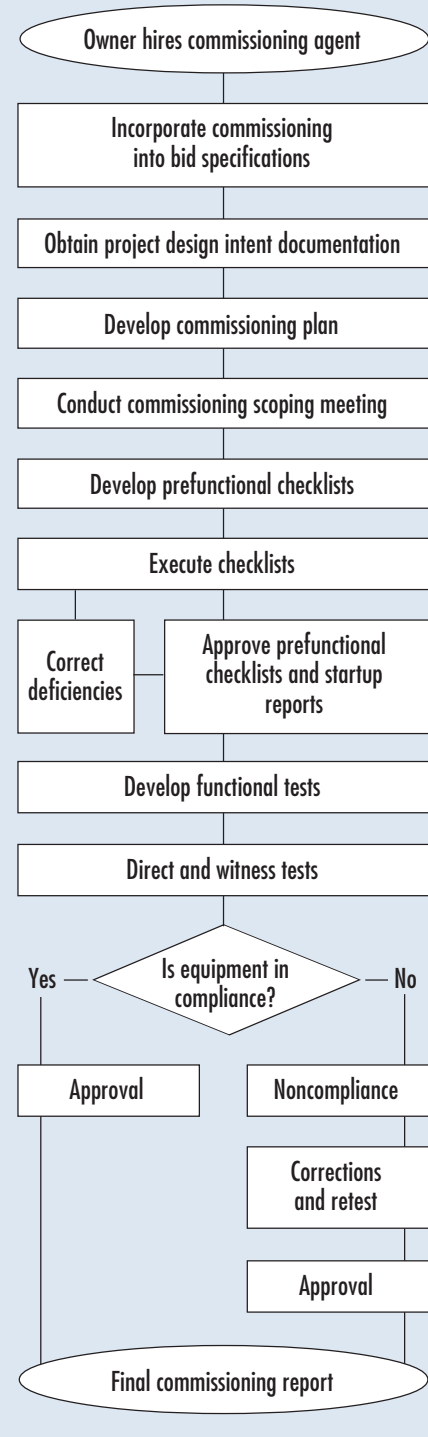 Owner hires commissioning agent
Incorporate commissioning
into bid specifications
Obtain project design intent documentation
Develop commissioning plan
Conduct commissioning scoping meeting
Develop prefunctional checklists
Execute checklists
Correct
deficiencies
Approve prefunctional
checklists and startup
reports
Develop functional tests
Direct and witness tests
Is equipment in
compliance?
Yes
No
Approval
Noncompliance
Corrections
and retest
Approval
Final commissioning report